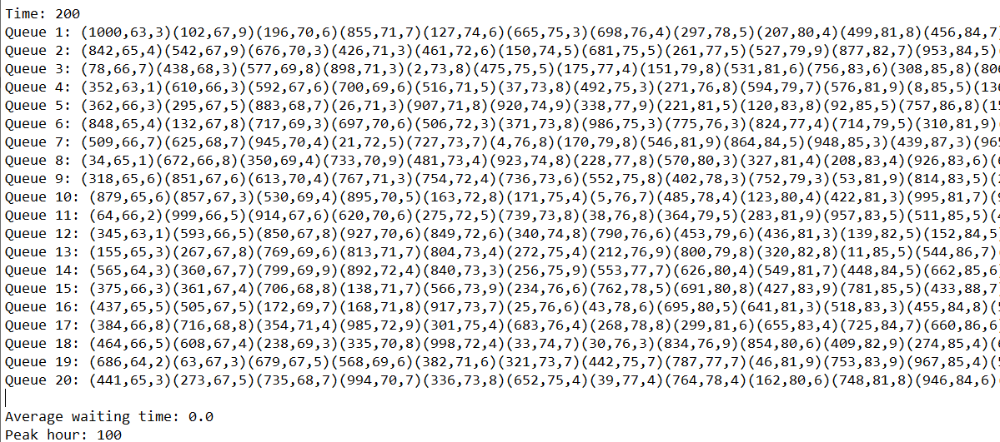 Time: 200
Queue 1: (1000,63,3)(102,67,9)(196,70,6)(855,71,7)(127,74,6)(665,75,3)(698,76,4)(297,78,5)(207,80,4)(499,81,8)(456,84,7)
Queue 2: (842,65,4)(542,67,9)(676,70,3)(426,71,3)(461,72,6)(150,74,5)(681,75,5)(261,77,5)(527,79,9)(877,82,7)(953,84,5)(
Queue 3: (78,66,7)(438,68,3)(577,69,8)(898,71,3)(2,73,8)(475,75,5)(175,77,4)(151,79,8)(531,81,6)(756,83,6)(308,85,8)(80
Queue 4: (352,63,1)(610,66,3)(592,67,6)(700,69,6)(516,71,5)(37,73,8)(492,75,3)(271,76,8)(594,79,7)(576,81,9)(8,85,5)(13
Queue 5: (362,66,3)(295,67,5)(883,68,7)(26,71,3)(907,71,8)(920,74,9)(338,77,9)(221,81,5)(120,83,8)(92,85,5)(757,86,8)(1
Queue 6: (848,65,4)(132,67,8)(717,69,3)(697,70,6)(506,72,3)(371,73,8)(986,75,3)(775,76,3)(824,77,4)(714,79,5)(310,81,9)(
Queue 7: (509,66,7)(625,68,7)(945,70,4)(21,72,5)(727,73,7)(4,76,8)(170,79,8)(546,81,9)(864,84,5)(948,85,3)(439,87,3)(96
Queue 8: (34,65,1)(672,66,8)(350,69,4)(733,70,9)(481,73,4)(923,74,8)(228,77,8)(570,80,3)(327,81,4)(208,83,4)(926,83,6)(
Queue 9: (318,65,6)(851,67,6)(613,70,4)(767,71,3)(754,72,4)(736,73,6)(552,75,8)(402,78,3)(752,79,3)(53,81,9)(814,83,5)(
Queue 10: (879,65,6)(857,67,3)(530,69,4)(895,70,5)(163,72,8)(171,75,4)(5,76,7)(485,78,4)(123,80,4)(422,81,3)(995,81,7)(
Queue 11: (64,66,2)(999,66,5)(914,67,6)(620,70,6)(275,72,5)(739,73,8)(38,76,8)(364,79,5)(283,81,9)(957,83,5)(511,85,5)(
Queue 12: (345,63,1)(593,66,5)(850,67,8)(927,70,6)(849,72,6)(340,74,8)(790,76,6)(453,79,6)(436,81,3)(139,82,5)(152,84,5)
Queue 13: (155,65,3)(267,67,8)(769,69,6)(813,71,7)(804,73,4)(272,75,4)(212,76,9)(800,79,8)(320,82,8)(11,85,5)(544,86,7)(
Queue 14: (565,64,3)(360,67,7)(799,69,9)(892,72,4)(840,73,3)(256,75,9)(553,77,7)(626,80,4)(549,81,7)(448,84,5)(662,85,6)
Queue 15: (375,66,3)(361,67,4)(706,68,8)(138,71,7)(566,73,9)(234,76,6)(762,78,5)(691,80,8)(427,83,9)(781,85,5)(433,88,7)
Queue 16: (437,65,5)(505,67,5)(172,69,7)(168,71,8)(917,73,7)(25,76,6)(43,78,6)(695,80,5)(641,81,3)(518,83,3)(455,84,8)(
Queue 17: (384,66,8)(716,68,8)(354,71,4)(985,72,9)(301,75,4)(683,76,4)(268,78,8)(299,81,6)(655,83,4)(725,84,7)(660,86,6)
Queue 18: (464,66,5)(608,67,4)(238,69,3)(335,70,8)(998,72,4)(33,74,7)(30,76,3)(834,76,9)(854,80,6)(409,82,9)(274,85,4)(
Queue 19: (686,64,2)(63,67,3)(679,67,5)(568,69,6)(382,71,6)(321,73,7)(442,75,7)(787,77,7)(46,81,9)(753,83,9)(967,85,4)(
Queue 20: (441,65,3)(273,67,5)(735,68,7)(994,70,7)(336,73,8)(652,75,4)(39,77,4)(764,78,4)(162,80,6)(748,81,8)(946,84,6)(
Average waiting time: 0.0
Peak hour: 100